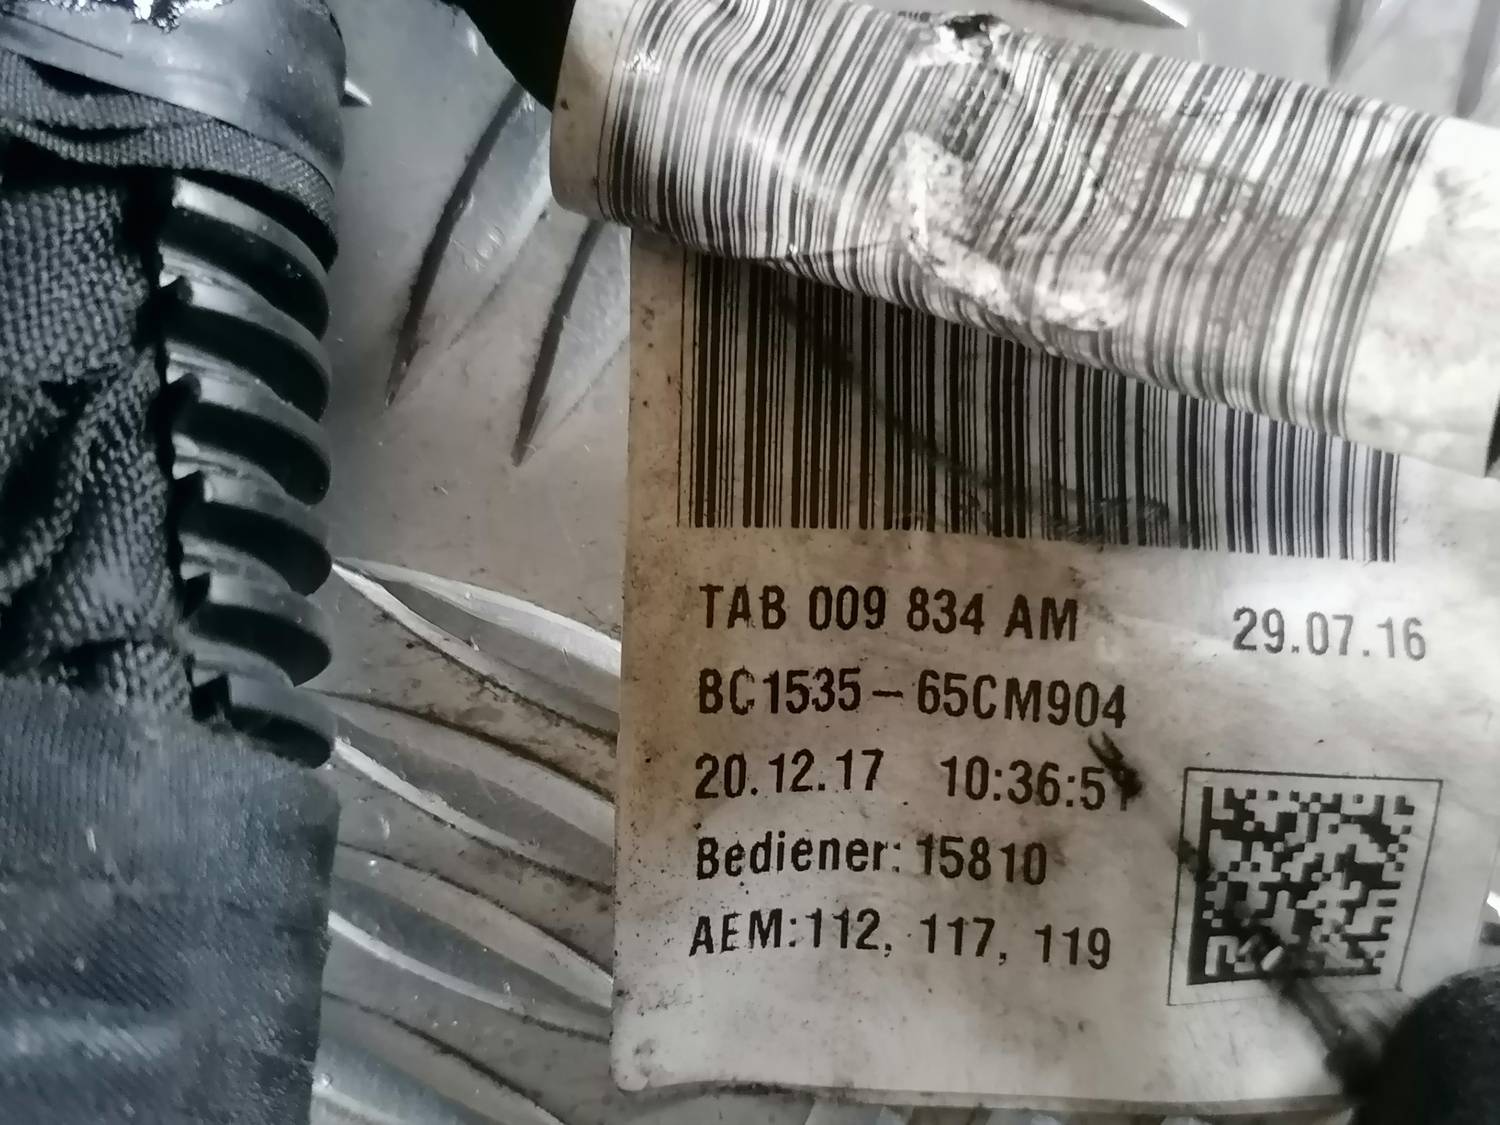 TAB 009 834 AM 29.07.16
BC1535-65CM904
20.12.17 10:36:51
Bediener: 15810
AEM:112, 117, 119